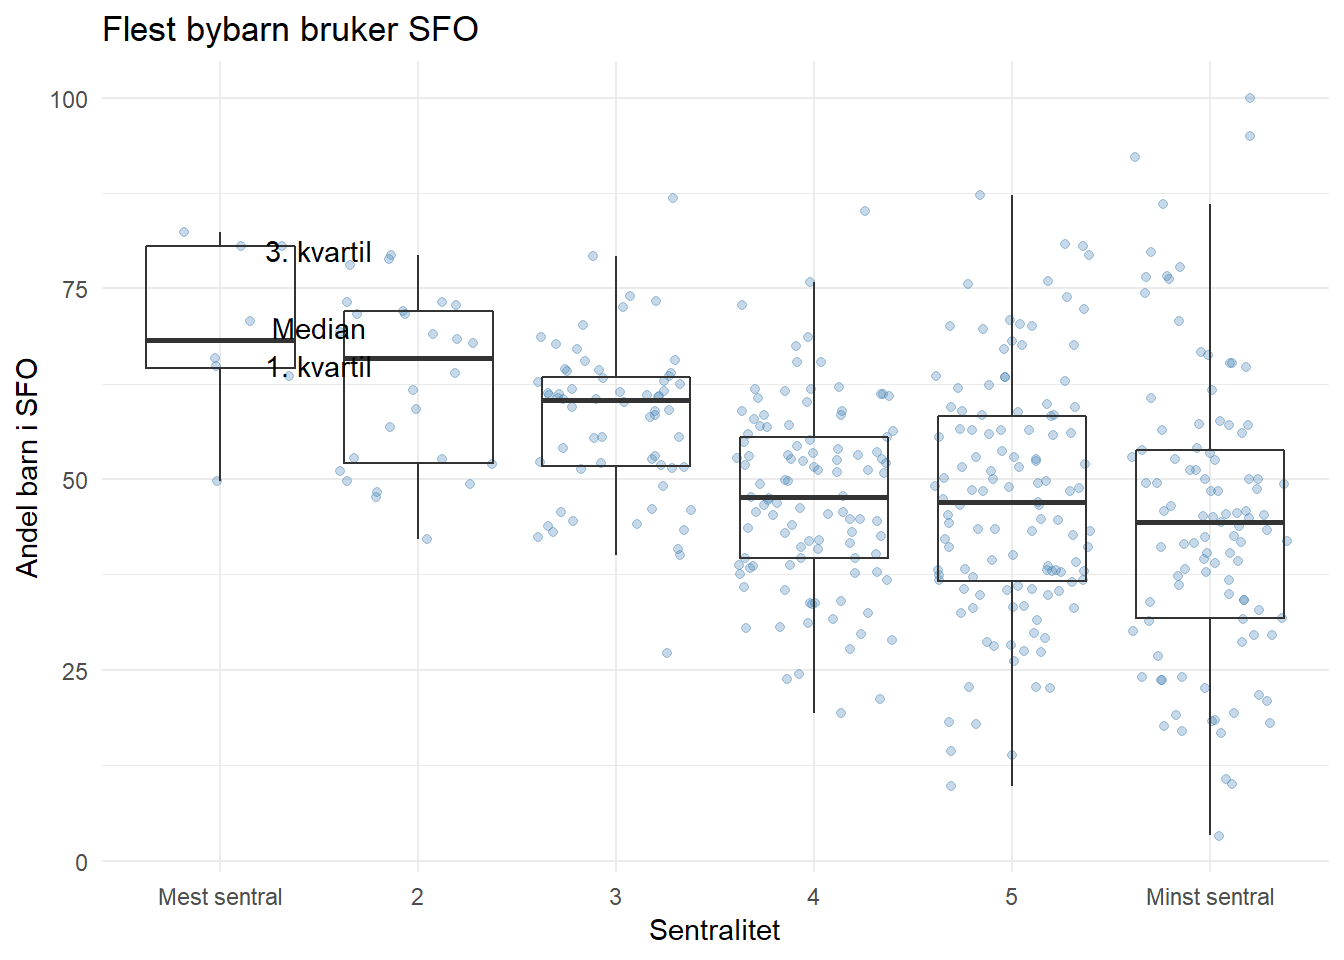 Flest bybarn bruker SFO
100
75
50
25
0
Andel barn i SFO
3. kvartil
Median
1. kvartil
Mest sentral
2
3
4
5
Minst sentral
Sentralitet